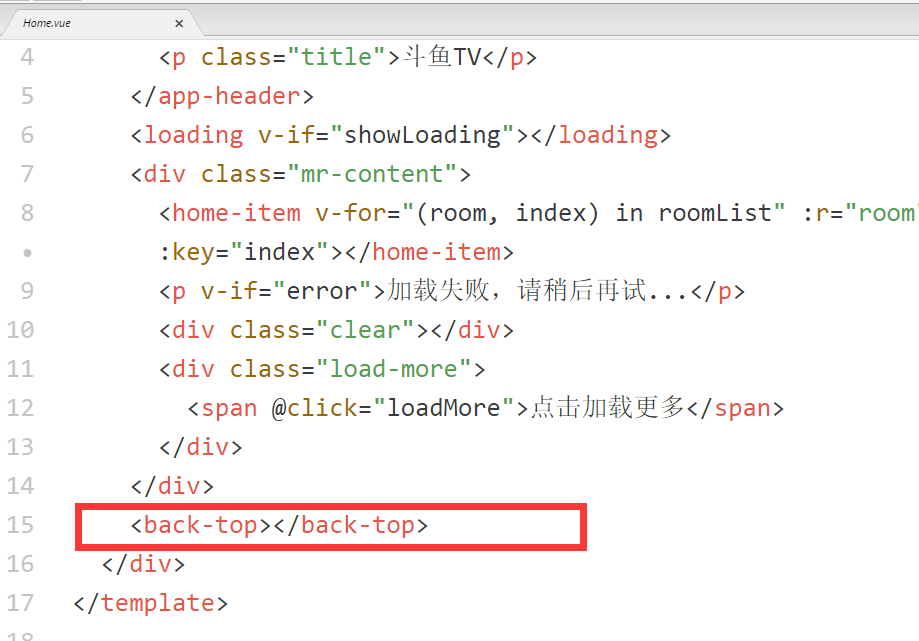 Home.vue ×
4 <p class="title">斗鱼TV</p>
5 </app-header>
6 <loading v-if="showLoading"></loading>
7 <div class="mr-content">
8 <home-item v-for="(room, index) in roomList" :r="room"
• :key="index"></home-item>
9 <p v-if="error">加载失败，请稍后再试...</p>
10 <div class="clear"></div>
11 <div class="load-more">
12 <span @click="loadMore">点击加载更多</span>
13 </div>
14 </div>
15 <back-top></back-top>
16 </div>
17 </template>
18